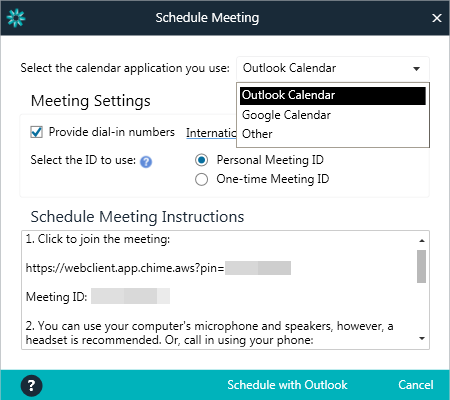 Schedule Meeting
Select the calendar application you use: Outlook Calendar
Outlook Calendar
Google Calendar
Other
Meeting Settings
Provide dial-in numbers
Select the ID to use: ? Personal Meeting ID
One-time Meeting ID
Schedule Meeting Instructions
1. Click to join the meeting:
https://webclient.app.chime.aws?pin=
Meeting ID:
2. You can use your computer's microphone and speakers, however, a
headset is recommended. Or, call in using your phone:
? Schedule with Outlook Cancel